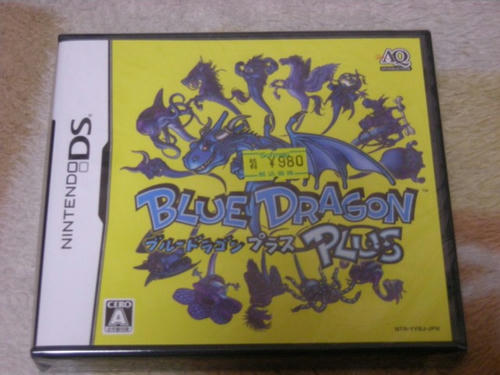 NINTENDO DS
AQ
¥980
BLUE DRAGON
ブルードラゴン プラス
PLUS
CERO
A
NTR-YYBJ-JPN